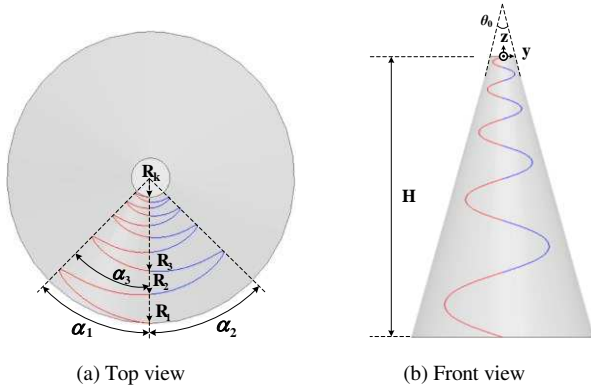 R_k
R_3
R_2
R_1
α_3
α_1
α_2
(a) Top view
θ_0
z
y
H
(b) Front view